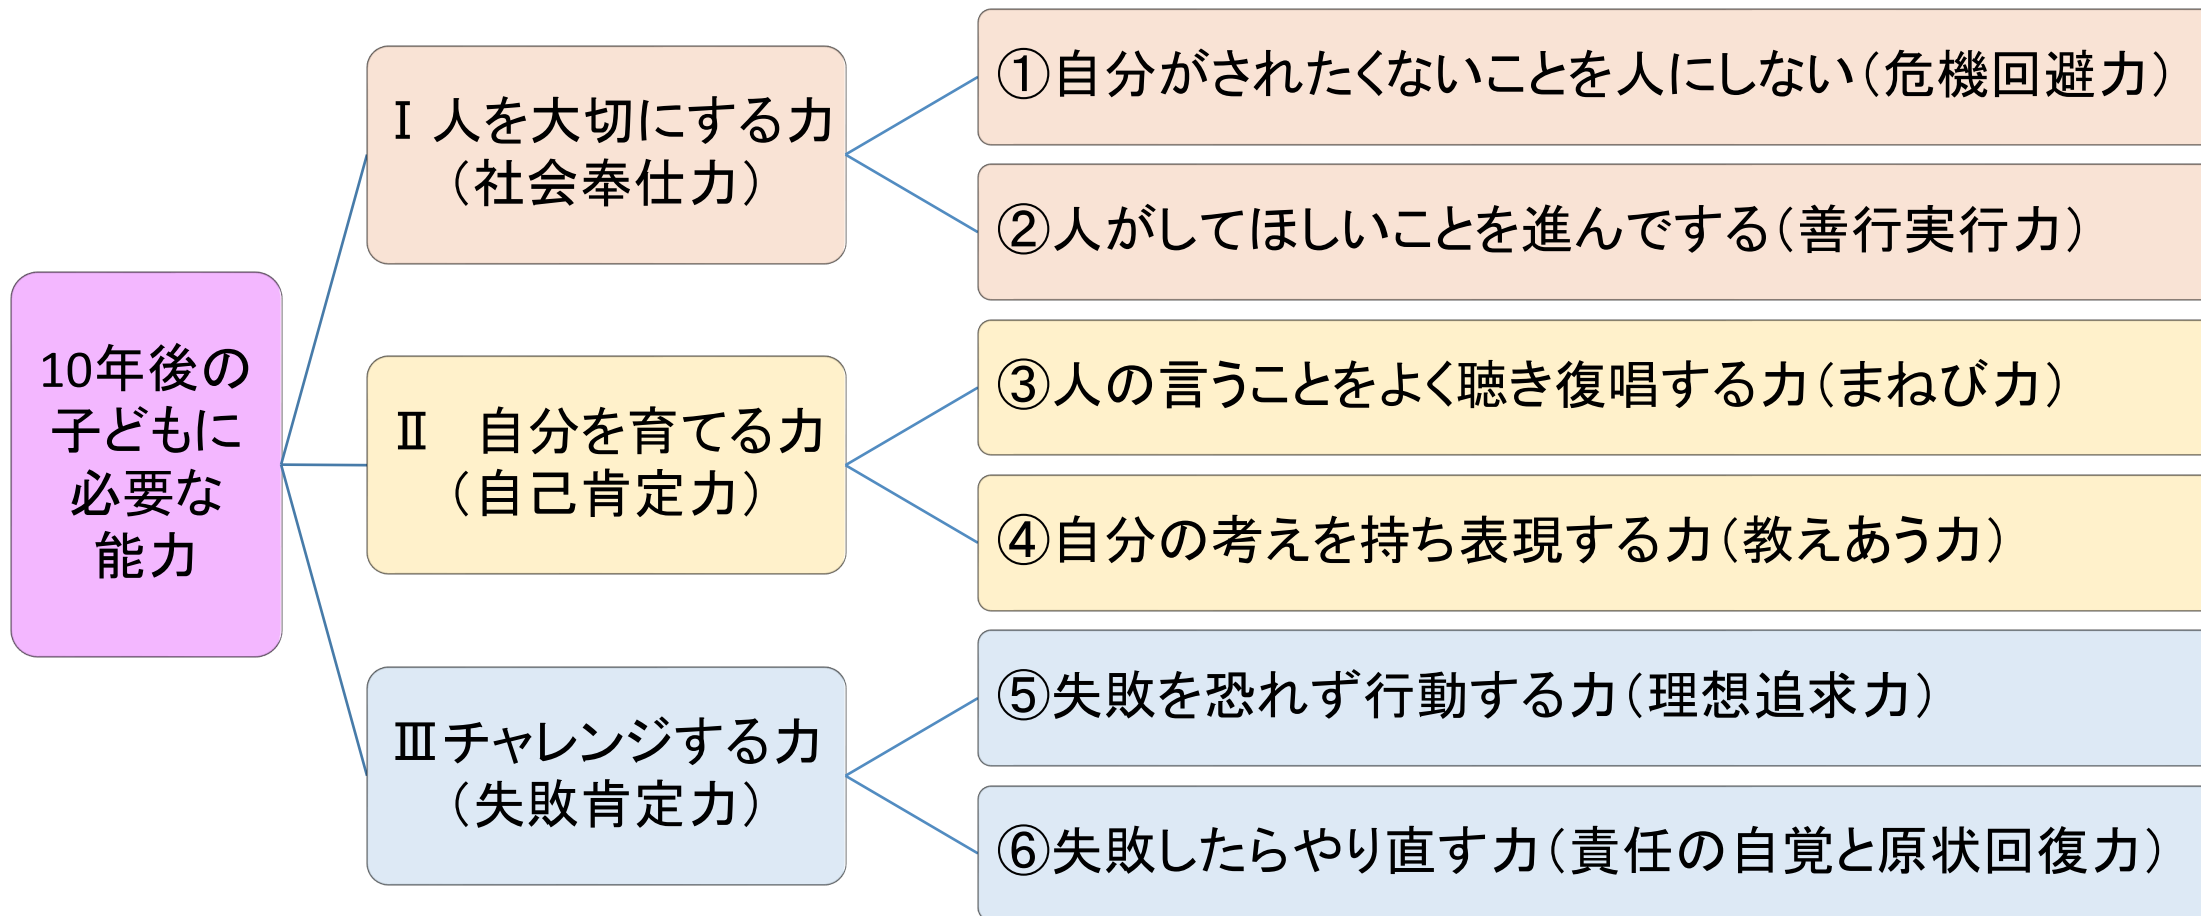 10年後の
子どもに
必要な
能力
Ⅰ 人を大切にする力
（社会奉仕力）
①自分がされたくないことを人にしない（危機回避力）
②人がしてほしいことを進んでする（善行実行力）
Ⅱ　自分を育てる力
（自己肯定力）
③人の言うことをよく聴き復唱する力（まねび力）
④自分の考えを持ち表現する力（教えあう力）
Ⅲチャレンジする力
（失敗肯定力）
⑤失敗を恐れず行動する力（理想追求力）
⑥失敗したらやり直す力（責任の自覚と原状回復力）